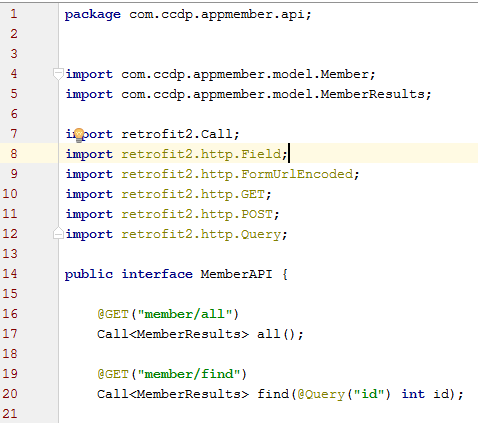 1 package com.ccdp.appmember.api;
2
3
4 import com.ccdp.appmember.model.Member;
5 import com.ccdp.appmember.model.MemberResults;
6
7 import retrofit2.Call;
8 import retrofit2.http.Field;
9 import retrofit2.http.FormUrlEncoded;
10 import retrofit2.http.GET;
11 import retrofit2.http.POST;
12 import retrofit2.http.Query;
13
14 public interface MemberAPI {
15
16     @GET("member/all")
17     Call<MemberResults> all();
18
19     @GET("member/find")
20     Call<MemberResults> find(@Query("id") int id);
21